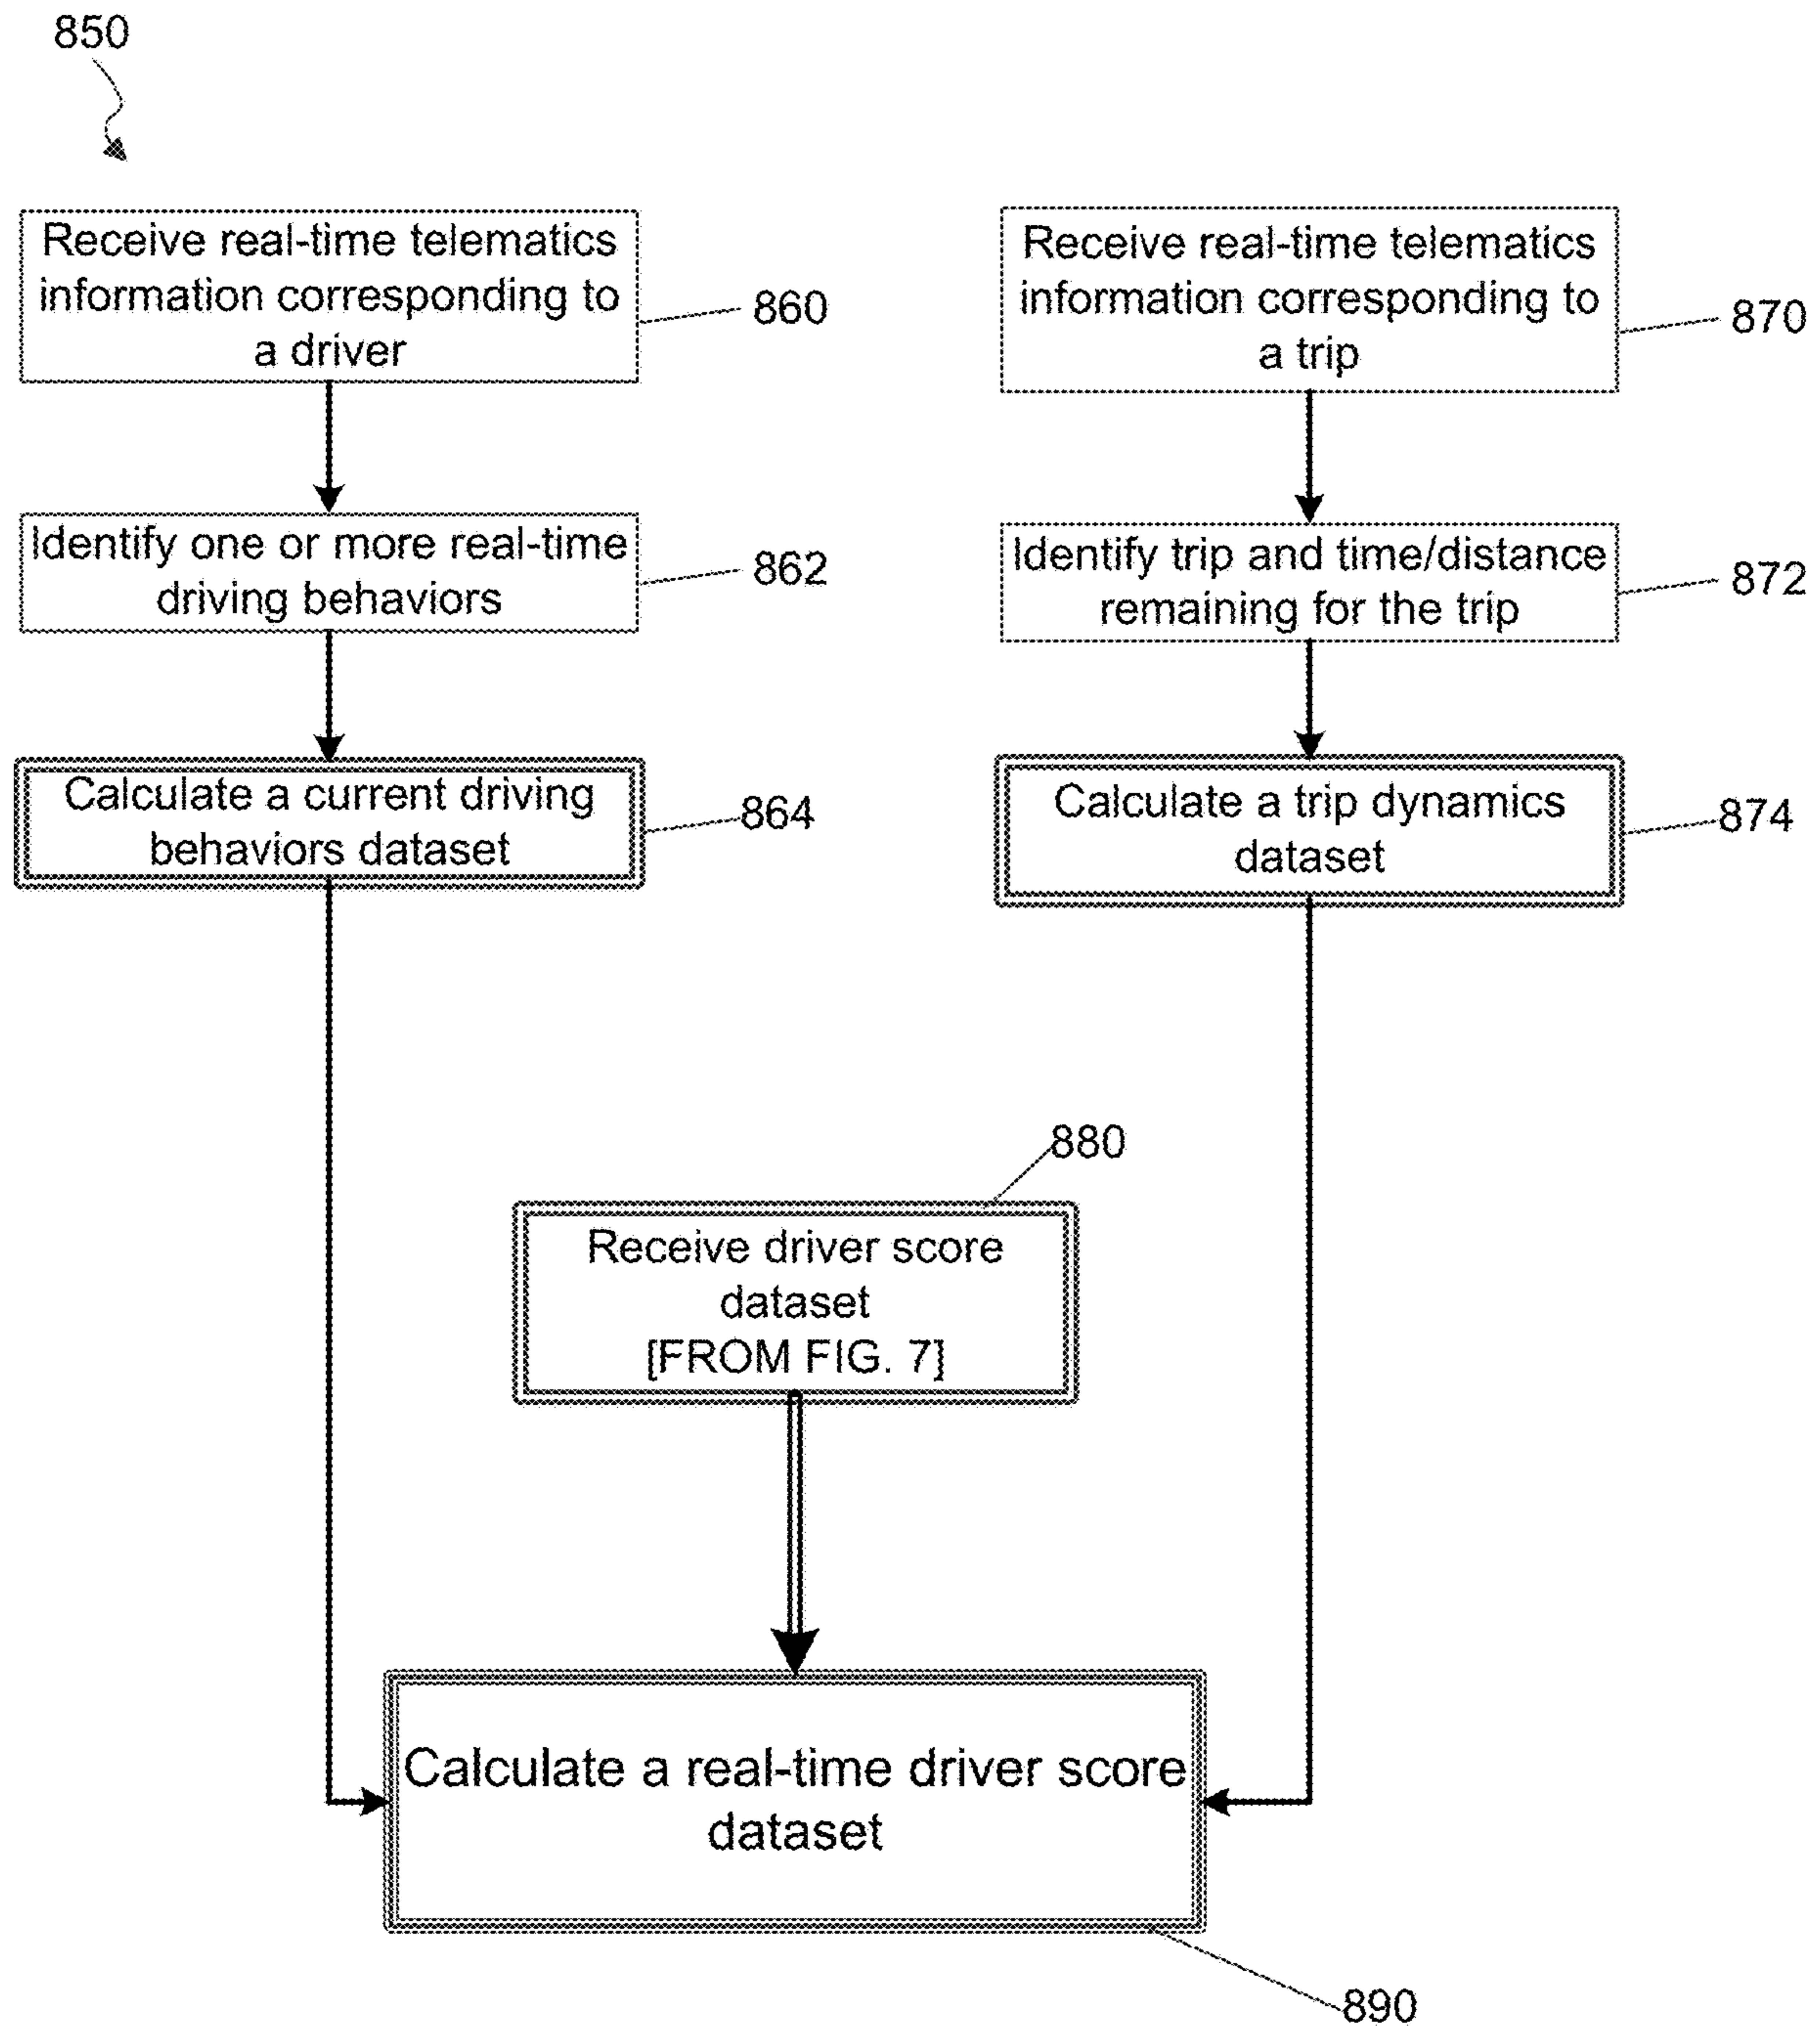 850
Receive real-time telematics
information corresponding to
a driver
860
Receive real-time telematics
information corresponding to
a trip
870
Identify one or more real-time
driving behaviors
862
Identify trip and time/distance
remaining for the trip
872
Calculate a current driving
behaviors dataset
864
Calculate a trip dynamics
dataset
874
880
Receive driver score
dataset
[FROM FIG. 7]
Calculate a real-time driver score
dataset
890